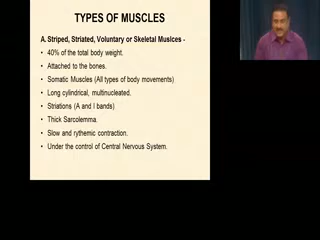 TYPES OF MUSCLES
A. Striped, Striated, Voluntary or Skeletal Muslces -
• 40% of the total body weight.
• Attached to the bones.
• Somatic Muscles (All types of body movements)
• Long cylindrical, multinucleated.
• Striations (A and I bands)
• Thick Sarcolemma.
• Slow and rythemic contraction.
• Under the control of Central Nervous System.